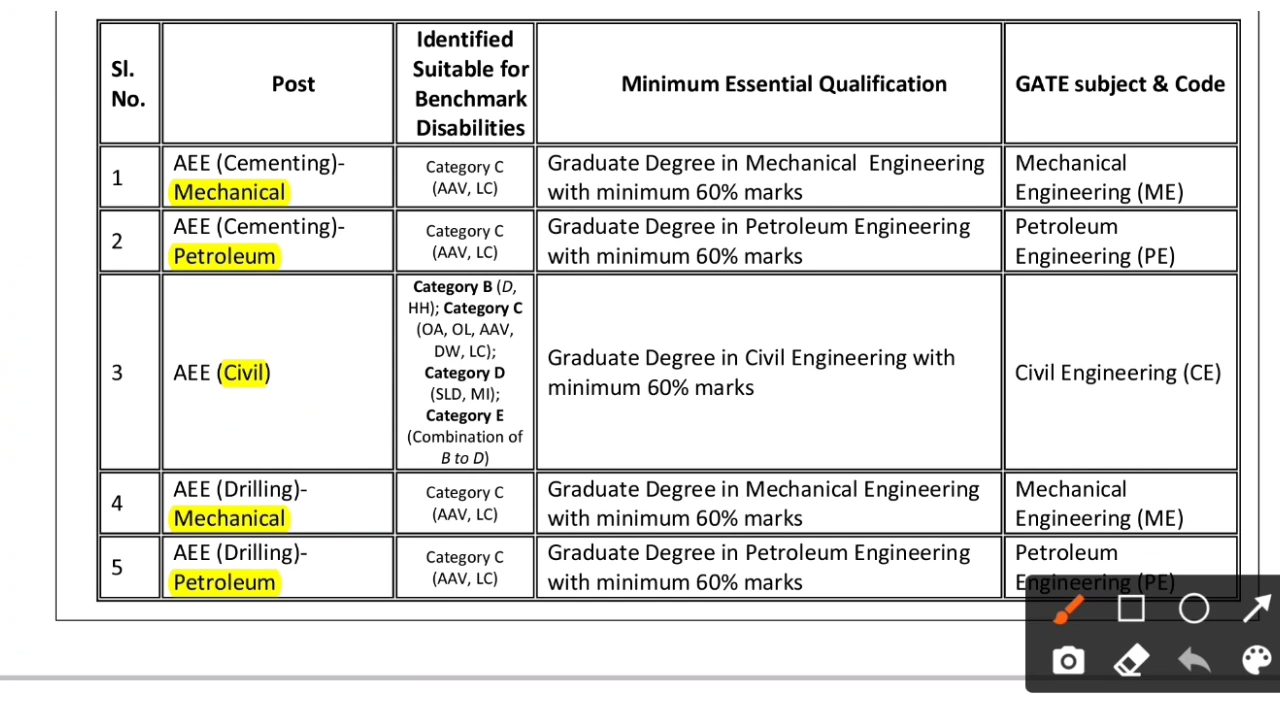 Sl.
No.
Post
Identified
Suitable for
Benchmark
Disabilities
Minimum Essential Qualification
GATE subject & Code
1
AEE (Cementing)-
Mechanical
Category C
(AAV, LC)
Graduate Degree in Mechanical Engineering
with minimum 60% marks
Mechanical
Engineering (ME)
2
AEE (Cementing)-
Petroleum
Category C
(AAV, LC)
Graduate Degree in Petroleum Engineering
with minimum 60% marks
Petroleum
Engineering (PE)
3
AEE (Civil)
Category B (D,
HH); Category C
(OA, OL, AAV,
DW, LC);
Category D
(SLD, MI);
Category E
(Combination of
B to D)
Graduate Degree in Civil Engineering with
minimum 60% marks
Civil Engineering (CE)
4
AEE (Drilling)-
Mechanical
Category C
(AAV, LC)
Graduate Degree in Mechanical Engineering
with minimum 60% marks
Mechanical
Engineering (ME)
5
AEE (Drilling)-
Petroleum
Category C
(AAV, LC)
Graduate Degree in Petroleum Engineering
with minimum 60% marks
Petroleum
Engineering (PE)